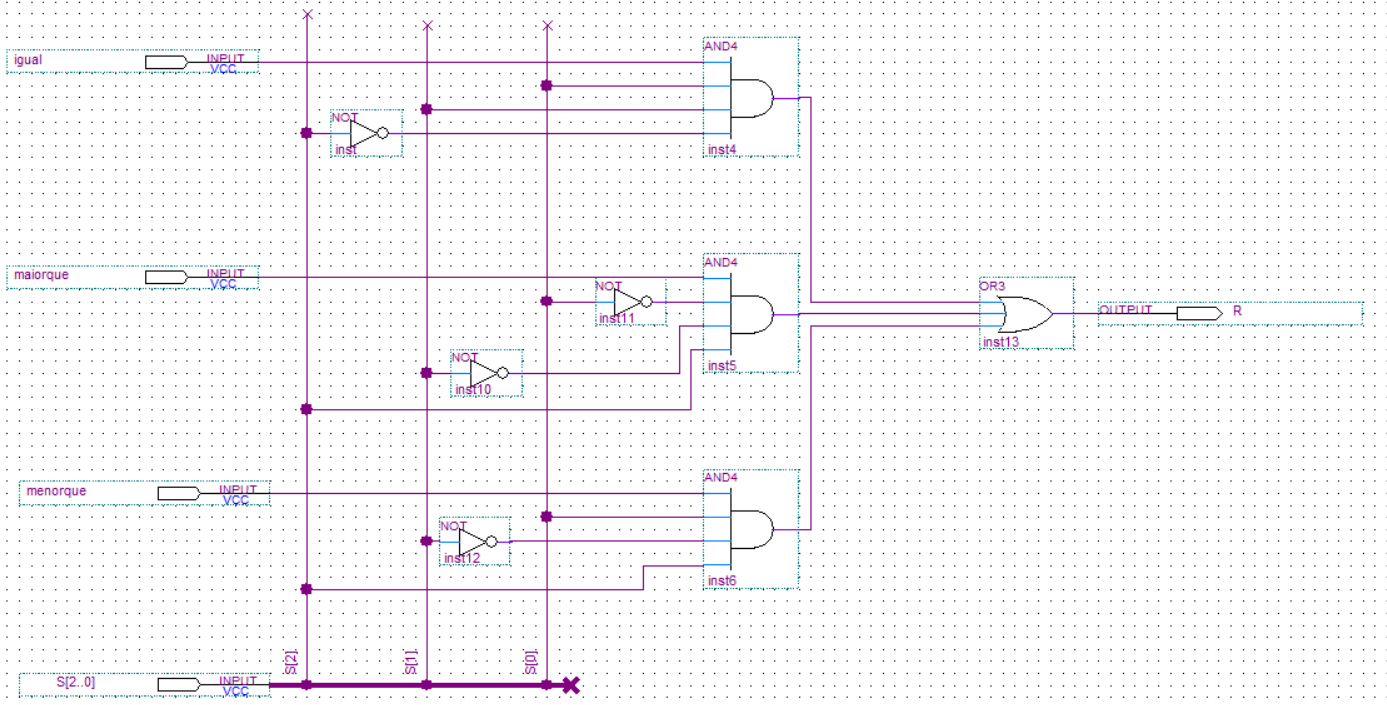 AND4
igual
INPUT
VCC
NOT
inst
inst4
AND4
maiorque
INPUT
VCC
NOT
inst11
OR3
OUTPUT
R
inst13
NOT
inst10
inst5
AND4
menorque
INPUT
VCC
NOT
inst12
inst6
S[2]
S[1]
S[0]
S[2..0]
INPUT
VCC